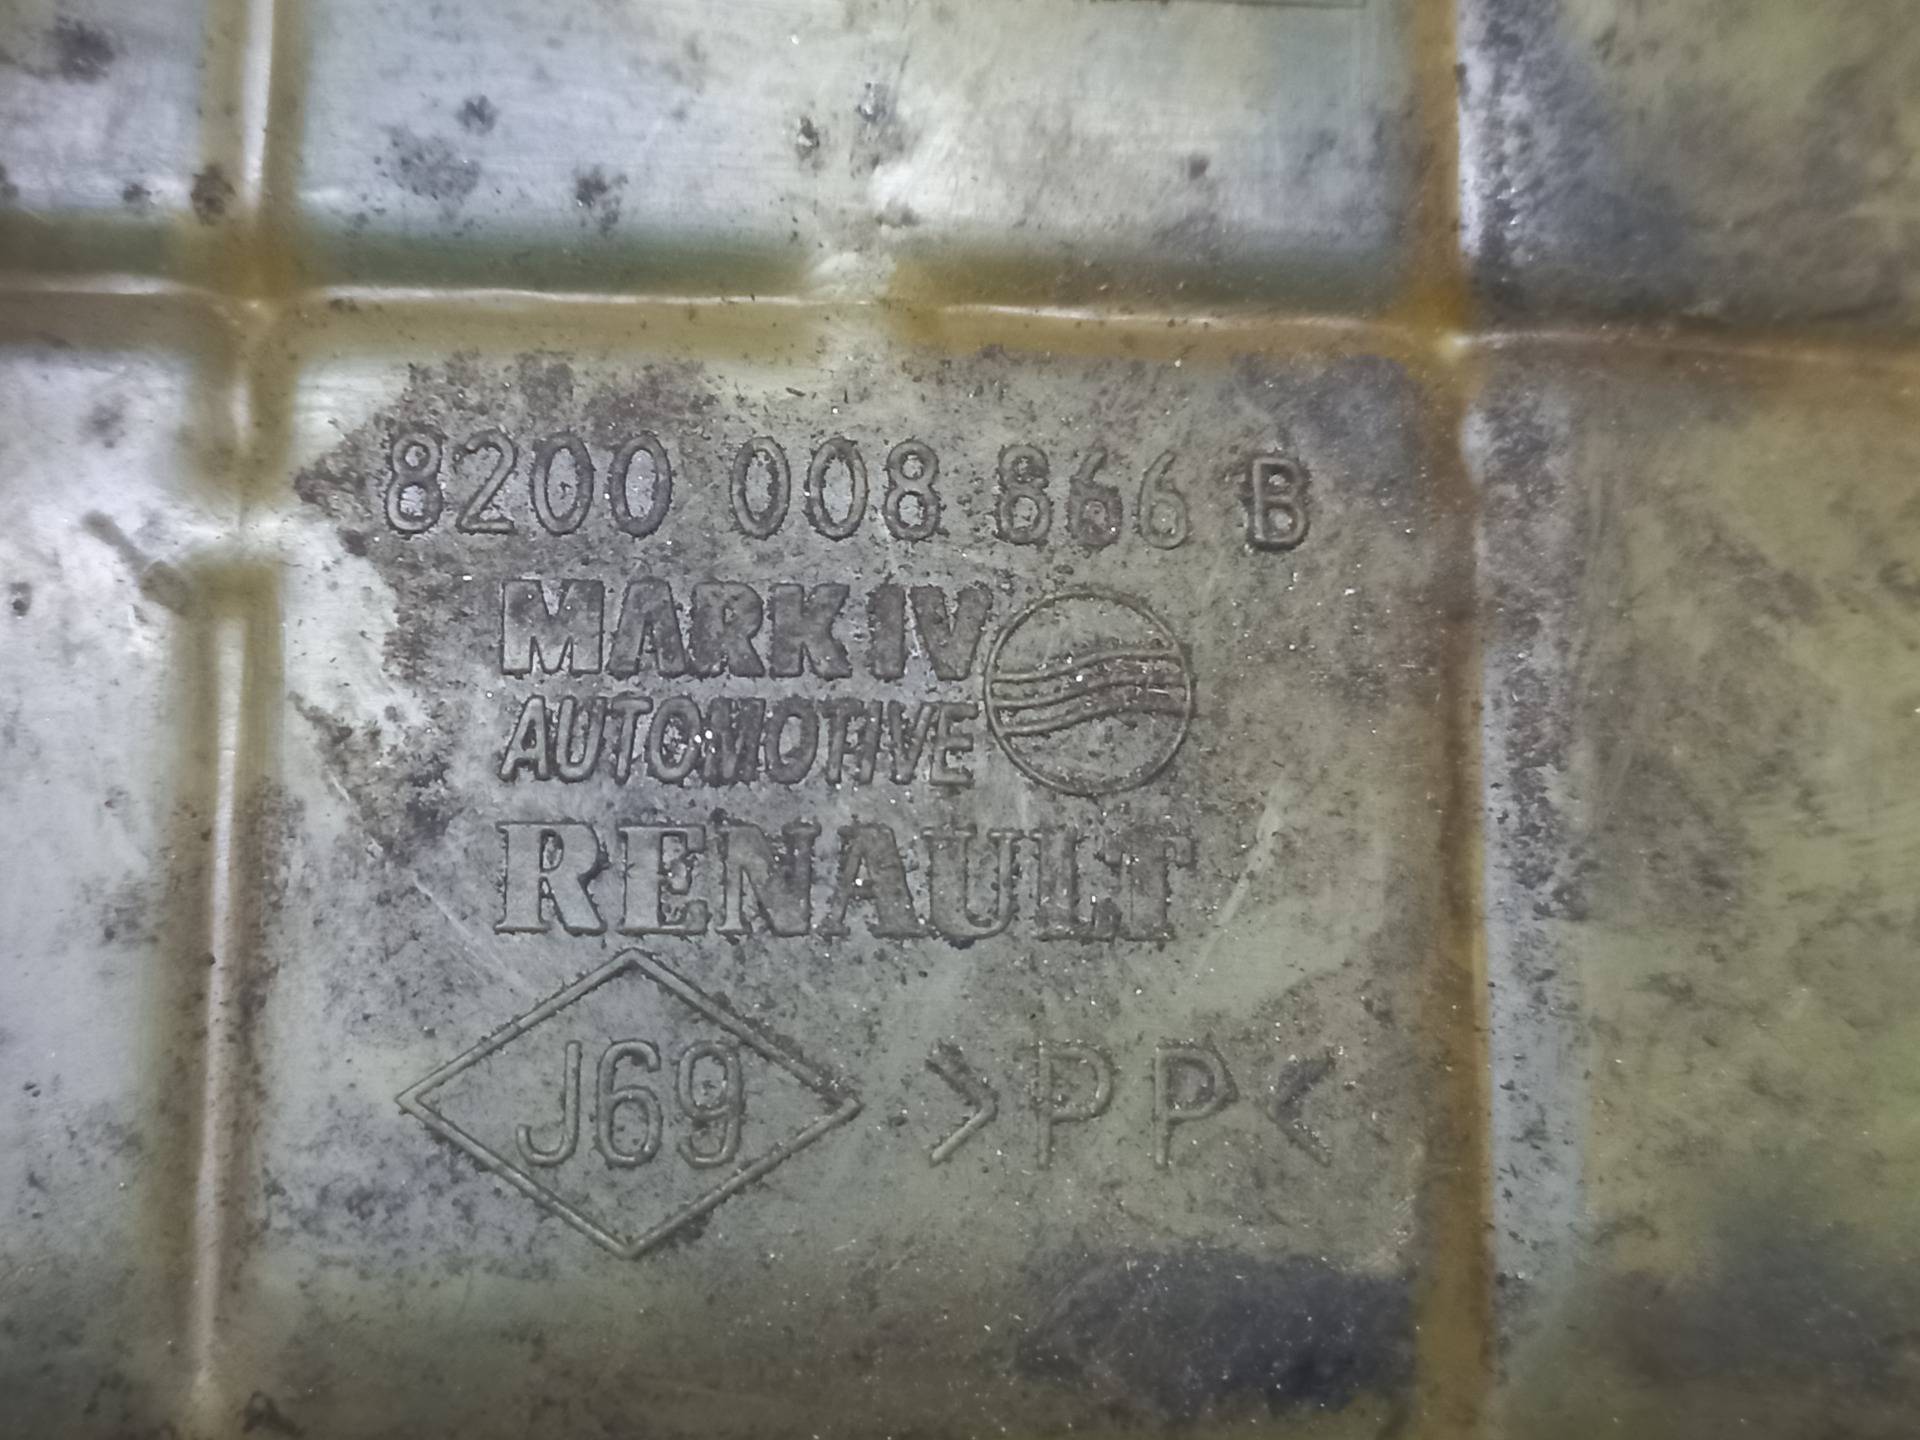 8200 008 866 B
MARK IV
AUTOMOTIVE
RENAULT
J69 >PP<